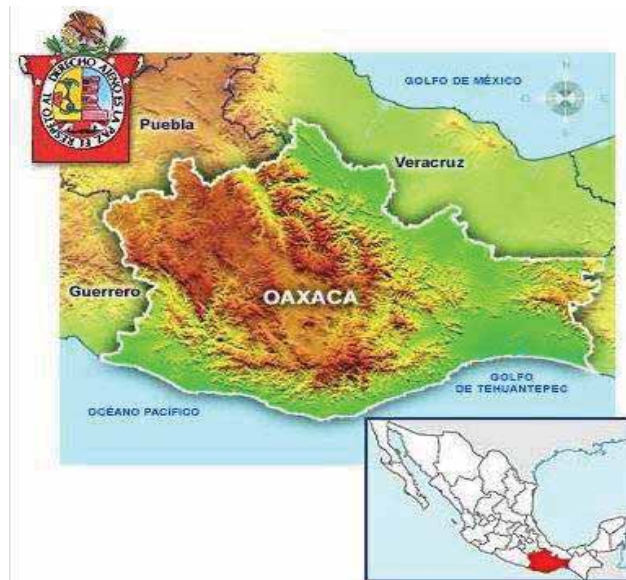 EL RESPETO AL DERECHO AJENO ES LA PAZ
GOLFO DE MÉXICO
N
O
E
S
Puebla
Veracruz
Guerrero
OAXACA
GOLFO
DE TEHUANTEPEC
OCÉANO PACÍFICO